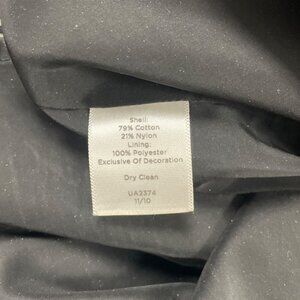 Shell:
79% Cotton
21% Nylon
Lining:
100% Polyester
Exclusive Of Decoration
Dry Clean
UA2374
11/10